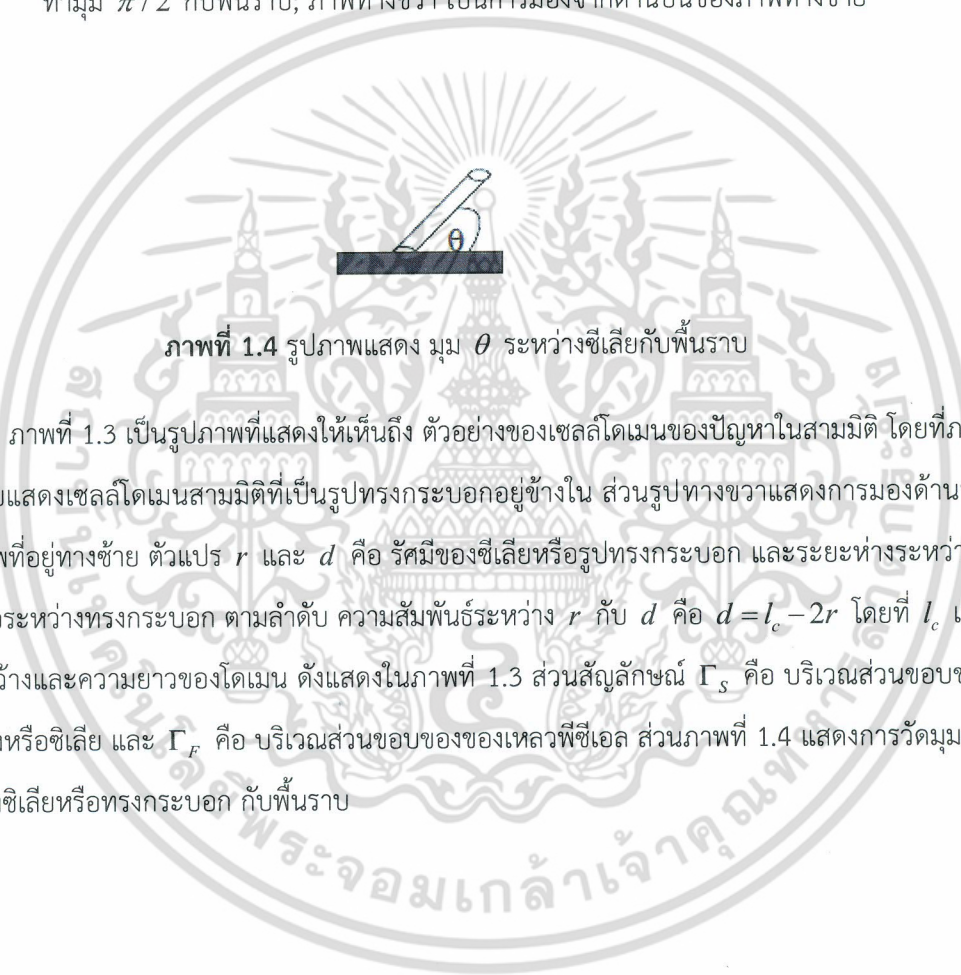 ทำมุม π / 2 กับพื้นราบ; ภาพทางขวา เป็นการมองจากด้านบนของภาพทางซ้าย
θ
ภาพที่ 1.4 รูปภาพแสดง มุม θ ระหว่างซีเลียกับพื้นราบ
ภาพที่ 1.3 เป็นรูปภาพที่แสดงให้เห็นถึง ตัวอย่างของเซลล์โดเมนของปัญหาในสามมิติ โดยที่
แสดงเซลล์โดเมนสามมิติที่เป็นรูปทรงกระบอกอยู่ข้างใน ส่วนรูปทางขวาแสดงการมองด้าน
ที่อยู่ทางซ้าย ตัวแปร r และ d คือ รัศมีของซีเลียหรือรูปทรงกระบอก และระยะห่างระหว่าง
ระหว่างทรงกระบอก ตามลำดับ ความสัมพันธ์ระหว่าง r กับ d คือ d = l_c − 2r โดยที่ l_c
และความยาวของโดเมน ดังแสดงในภาพที่ 1.3 ส่วนสัญลักษณ์ Γ_S คือ บริเวณส่วนขอบ
หรือซิเลีย และ Γ_F คือ บริเวณส่วนขอบของของเหลวพีซีเอล ส่วนภาพที่ 1.4 แสดงการวัดมุม
ซิเลียหรือทรงกระบอก กับพื้นราบ
พระจอมเกล้าเจ้าคุณทหาร